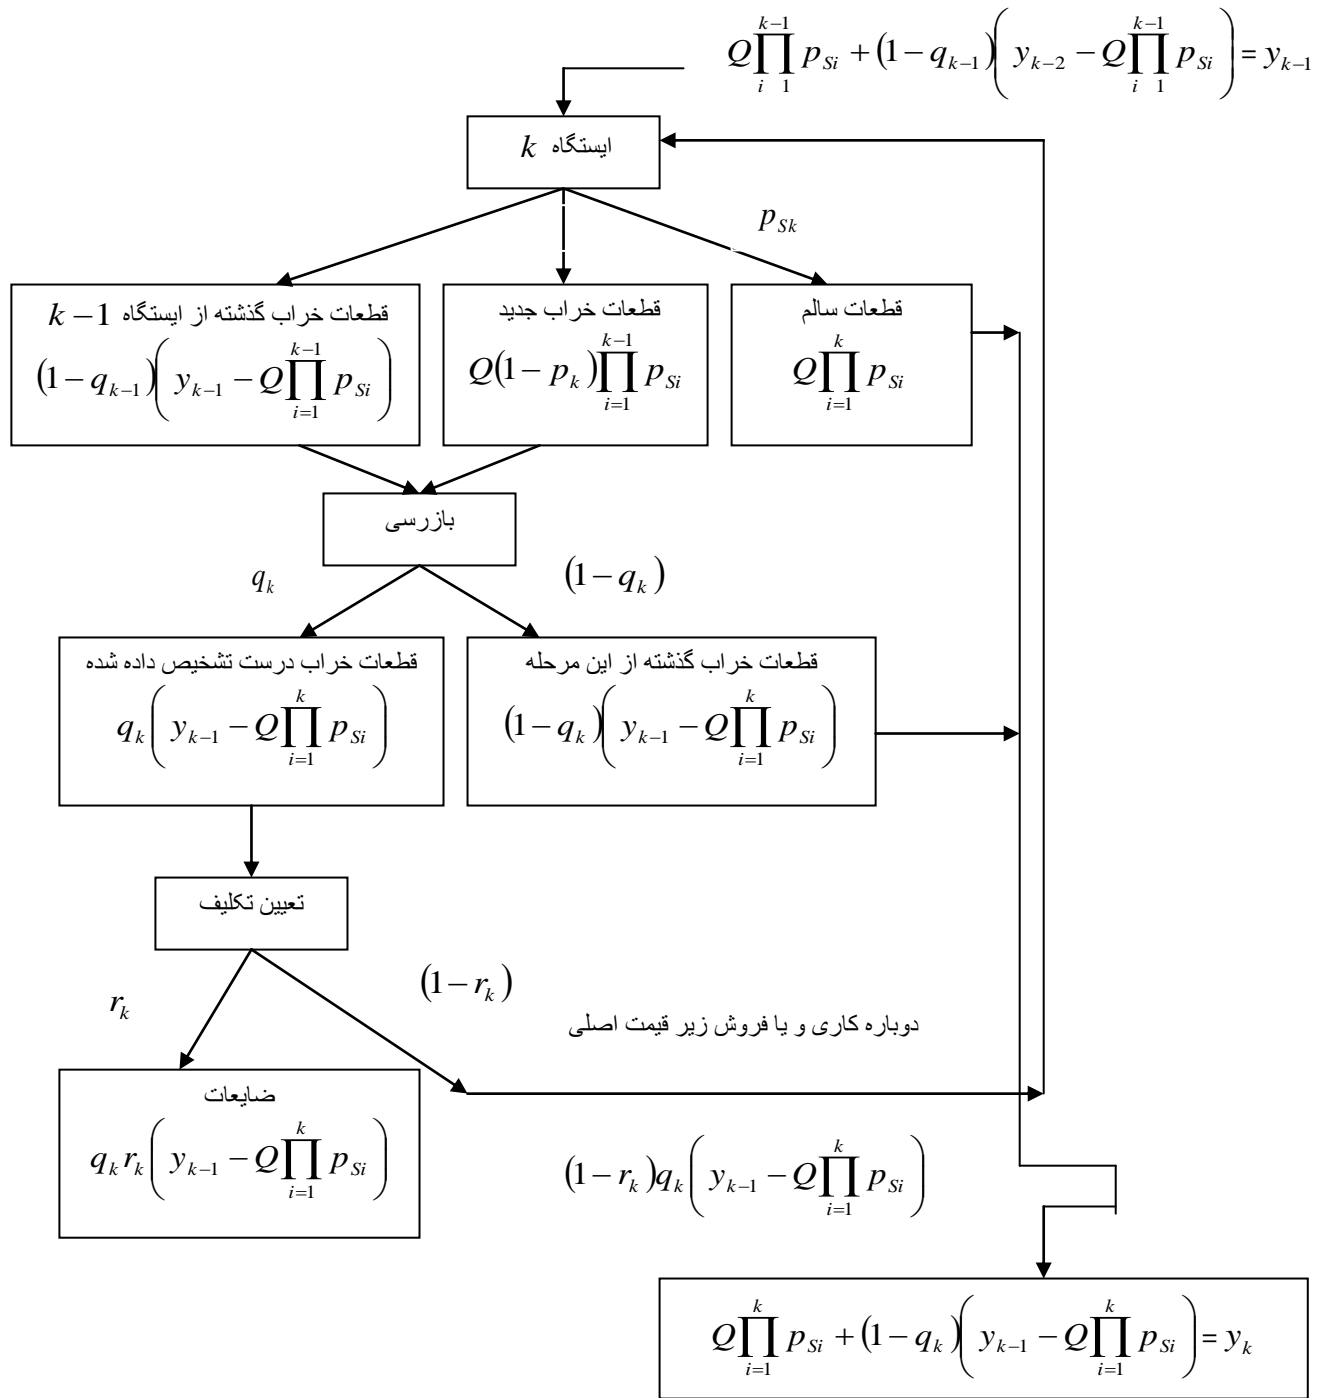 Q∏_{i 1}^{k−1} p_{Si} + (1 − q_{k−1})( y_{k−2} − Q∏_{i 1}^{k−1} p_{Si} ) = y_{k−1}
ایستگاه k
p_{Sk}
قطعات سالم
Q∏_{i=1}^{k} p_{Si}
قطعات خراب جدید
Q(1 − p_k)∏_{i=1}^{k−1} p_{Si}
قطعات خراب گذشته از ایستگاه k − 1
(1 − q_{k−1})( y_{k−1} − Q∏_{i=1}^{k−1} p_{Si} )
بازرسی
q_k
(1 − q_k)
قطعات خراب گذشته از این مرحله
(1 − q_k)( y_{k−1} − Q∏_{i=1}^{k} p_{Si} )
قطعات خراب درست تشخیص داده شده
q_k( y_{k−1} − Q∏_{i=1}^{k} p_{Si} )
تعیین تکلیف
r_k
(1 − r_k)
دوباره کاری و یا فروش زیر قیمت اصلی
ضایعات
q_k r_k( y_{k−1} − Q∏_{i=1}^{k} p_{Si} )
(1 − r_k)q_k( y_{k−1} − Q∏_{i=1}^{k} p_{Si} )
Q∏_{i=1}^{k} p_{Si} + (1 − q_k)( y_{k−1} − Q∏_{i=1}^{k} p_{Si} ) = y_k